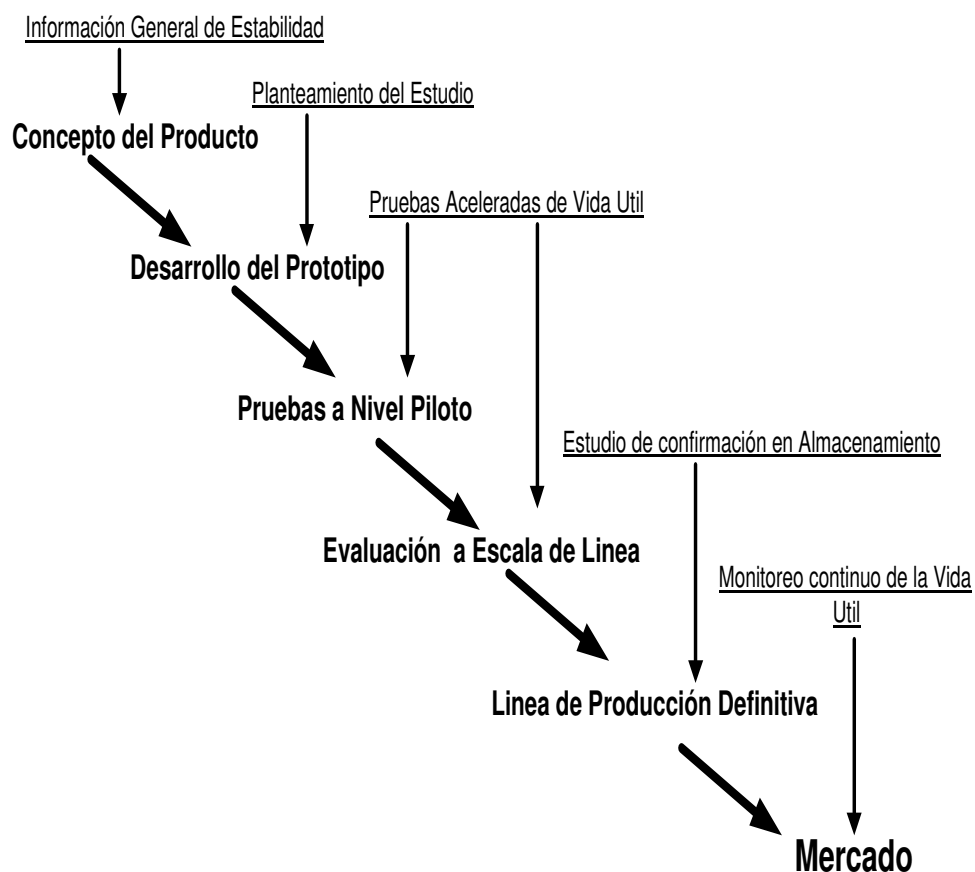 Información General de Estabilidad
Planteamiento del Estudio
Concepto del Producto
Pruebas Aceleradas de Vida Util
Desarrollo del Prototipo
Pruebas a Nivel Piloto
Estudio de confirmación en Almacenamiento
Evaluación a Escala de Linea
Monitoreo continuo de la Vida
Util
Linea de Producción Definitiva
Mercado